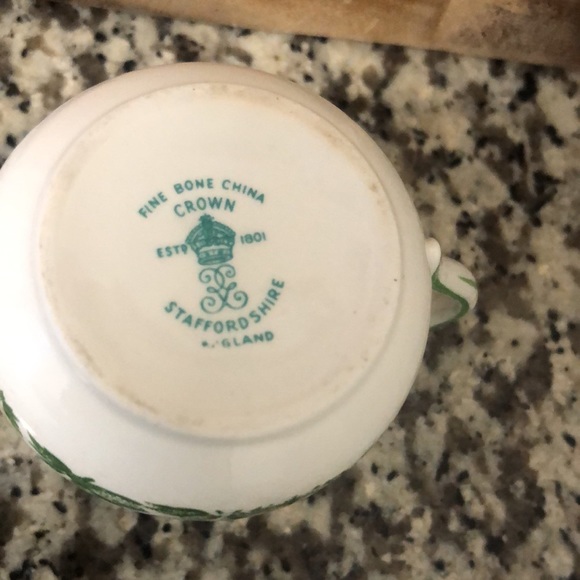 FINE BONE CHINA
CROWN
ESTD 1801
STAFFORDSHIRE